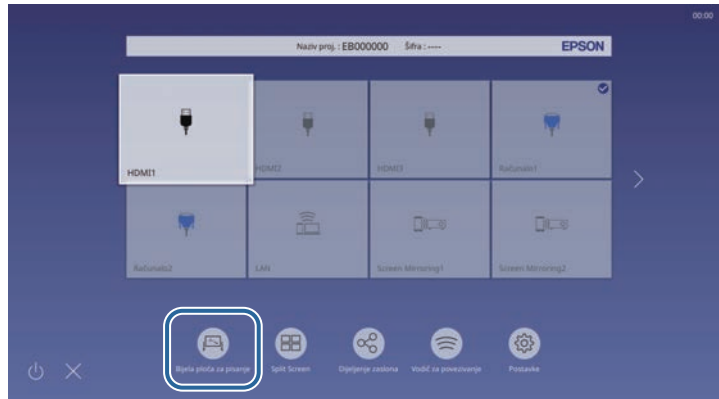 00:00
Naziv proj. : EB000000 Šifra : ---- EPSON
HDMI1 HDMI2 HDMI3 Računalo1
Računalo2 LAN Screen Mirroring1 Screen Mirroring2
Bijela ploča za pisanje Split Screen Dijeljenje zaslona Vodič za povezivanje Postavke